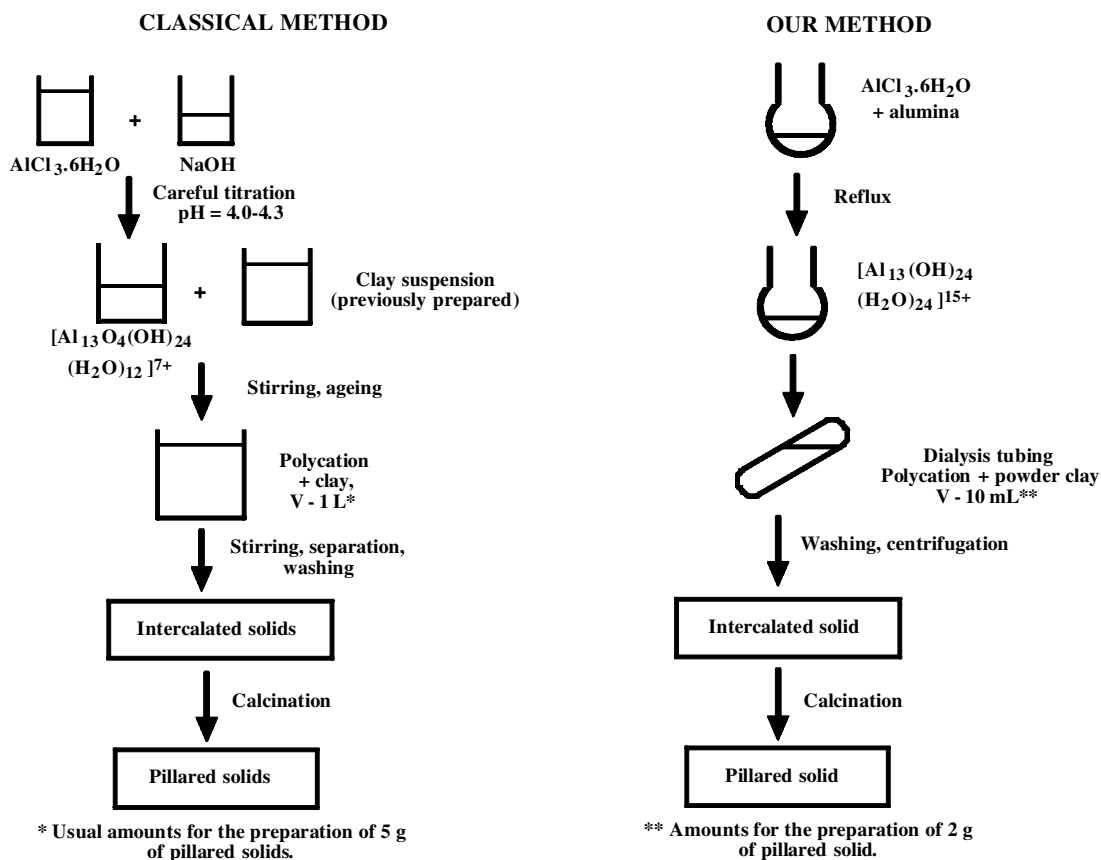 CLASSICAL METHOD
+
AlCl3.6H2O
NaOH
Careful titration
pH = 4.0-4.3
+
Clay suspension
(previously prepared)
[Al13O4(OH)24
(H2O)12 ]7+
Stirring, ageing
Polycation
+ clay,
V - 1 L*
Stirring, separation,
washing
Intercalated solids
Calcination
Pillared solids
* Usual amounts for the preparation of 5 g
of pillared solids.
OUR METHOD
AlCl3.6H2O
+ alumina
Reflux
[Al13(OH)24
(H2O)24 ]15+
Dialysis tubing
Polycation + powder clay
V - 10 mL**
Washing, centrifugation
Intercalated solid
Calcination
Pillared solid
** Amounts for the preparation of 2 g
of pillared solid.